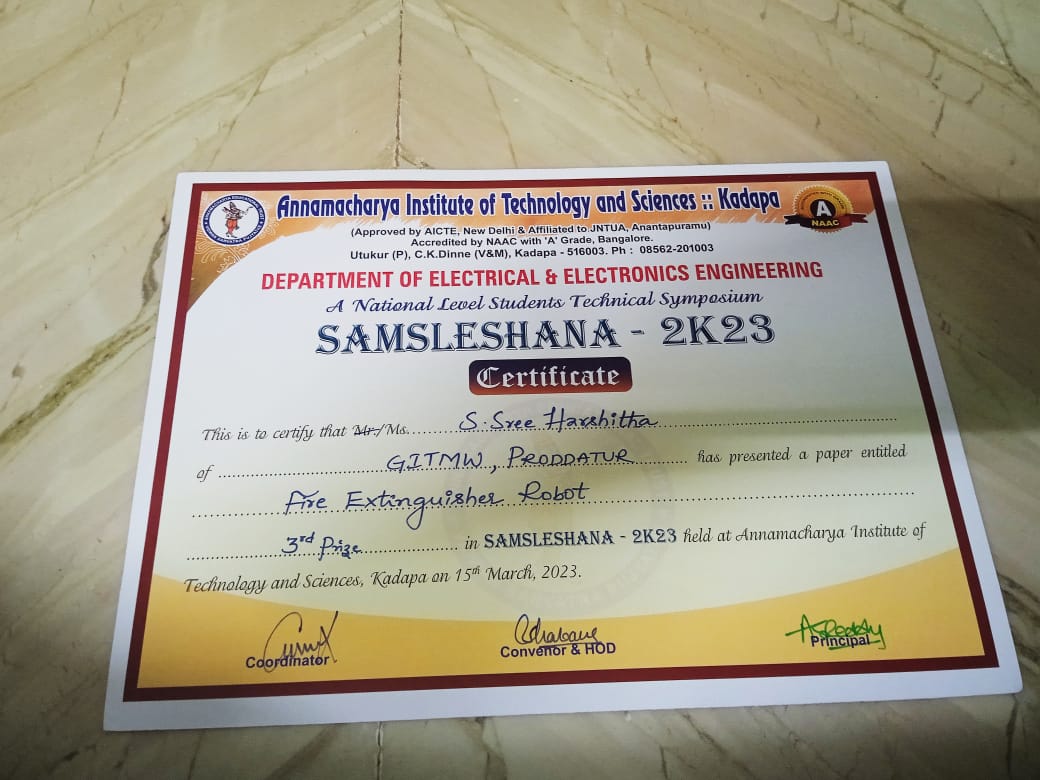 Annamacharya Institute of Technology and Sciences :: Kadapa
(Approved by AICTE, New Delhi & Affiliated to JNTUA, Anantapuramu)
Accredited by NAAC with 'A' Grade, Bangalore.
Utukur (P), C.K.Dinne (V&M), Kadapa - 516003. Ph : 08562-201003
A
NAAC
DEPARTMENT OF ELECTRICAL & ELECTRONICS ENGINEERING
A National Level Students Technical Symposium
SAMSLESHANA - 2K23
Certificate
This is to certify that Mr./Ms. S. Sree Harshitha
of GITMW, PRODDATUR has presented a paper entitled
Fire Extinguisher Robot
3rd Prize in SAMSLESHANA - 2K23 held at Annamacharya Institute of
Technology and Sciences, Kadapa on 15th March, 2023.
Coordinator
Convenor & HOD
Principal